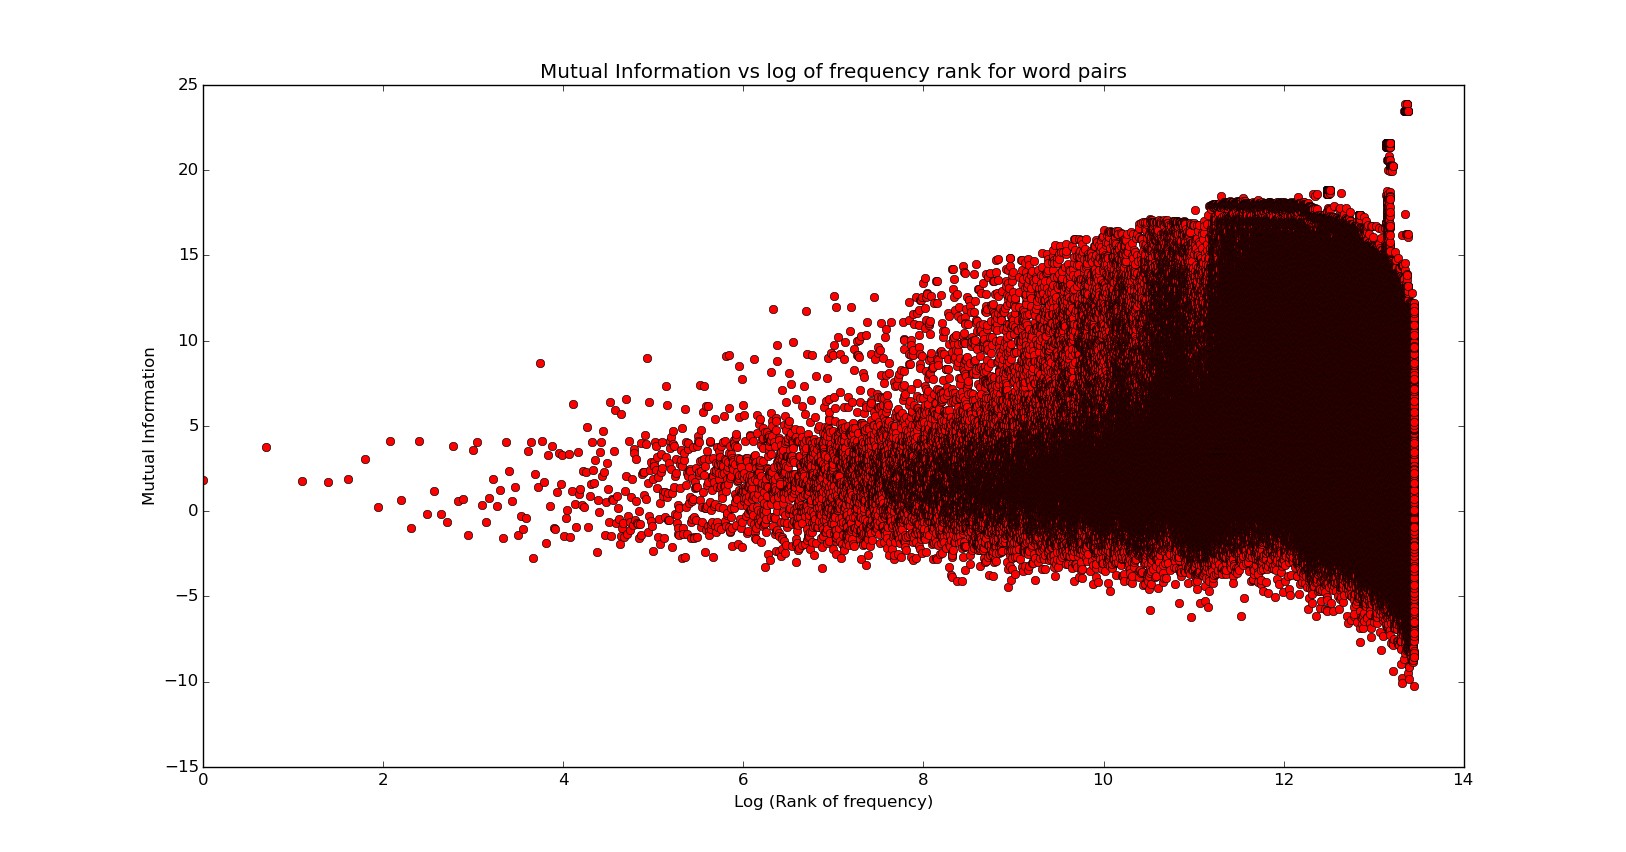 Mutual Information vs log of frequency rank for word pairs
25
20
15
10
5
0
−5
−10
−15
Mutual Information
0 2 4 6 8 10 12 14
Log (Rank of frequency)